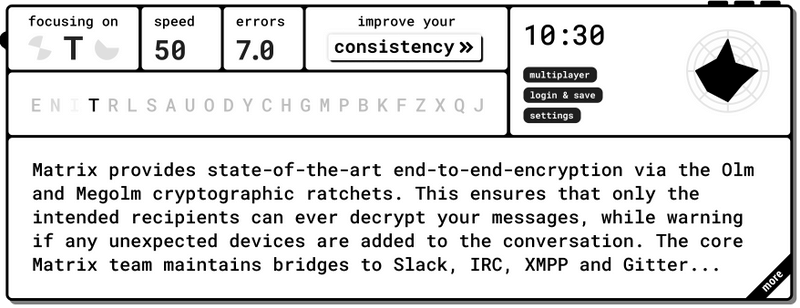 focusing on
T
speed
50
errors
7.0
improve your
consistency »
10:30
multiplayer
login & save
settings
E N I T R L S A U O D Y C H G M P B K F Z X Q J
Matrix provides state-of-the-art end-to-end-encryption via the Olm
and Megolm cryptographic ratchets. This ensures that only the
intended recipients can ever decrypt your messages, while warning
if any unexpected devices are added to the conversation. The core
Matrix team maintains bridges to Slack, IRC, XMPP and Gitter...
more